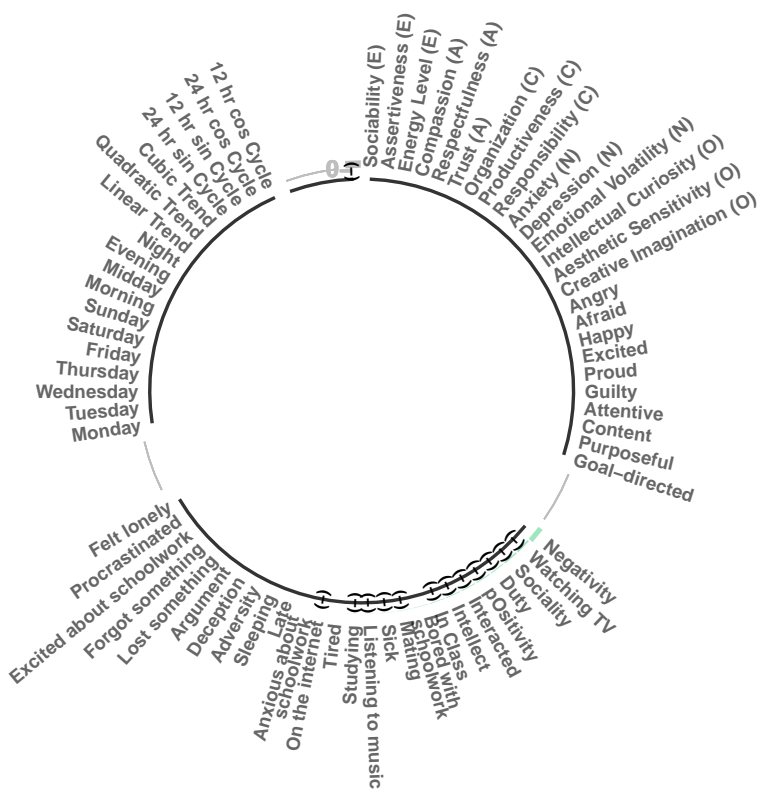 0
Sociability (E)
Assertiveness (E)
Energy Level (E)
Compassion (A)
Respectfulness (A)
Trust (A)
Organization (C)
Productiveness (C)
Responsibility (C)
Anxiety (N)
Depression (N)
Emotional Volatility (N)
Intellectual Curiosity (O)
Aesthetic Sensitivity (O)
Creative Imagination (O)
Angry
Afraid
Happy
Excited
Proud
Guilty
Attentive
Content
Purposeful
Goal–directed
Negativity
Watching TV
Sociality
Duty
pOsitivity
Interacted
Intellect
In Class
Bored with
schoolwork
Mating
Sick
Listening to music
Studying
Tired
On the internet
Anxious about
schoolwork
Late
Sleeping
Adversity
Deception
Argument
Lost something
Forgot something
Excited about schoolwork
Procrastinated
Felt lonely
Monday
Tuesday
Wednesday
Thursday
Friday
Saturday
Sunday
Morning
Midday
Evening
Night
Linear Trend
Quadratic Trend
Cubic Trend
24 hr sin Cycle
12 hr sin Cycle
24 hr cos Cycle
12 hr cos Cycle